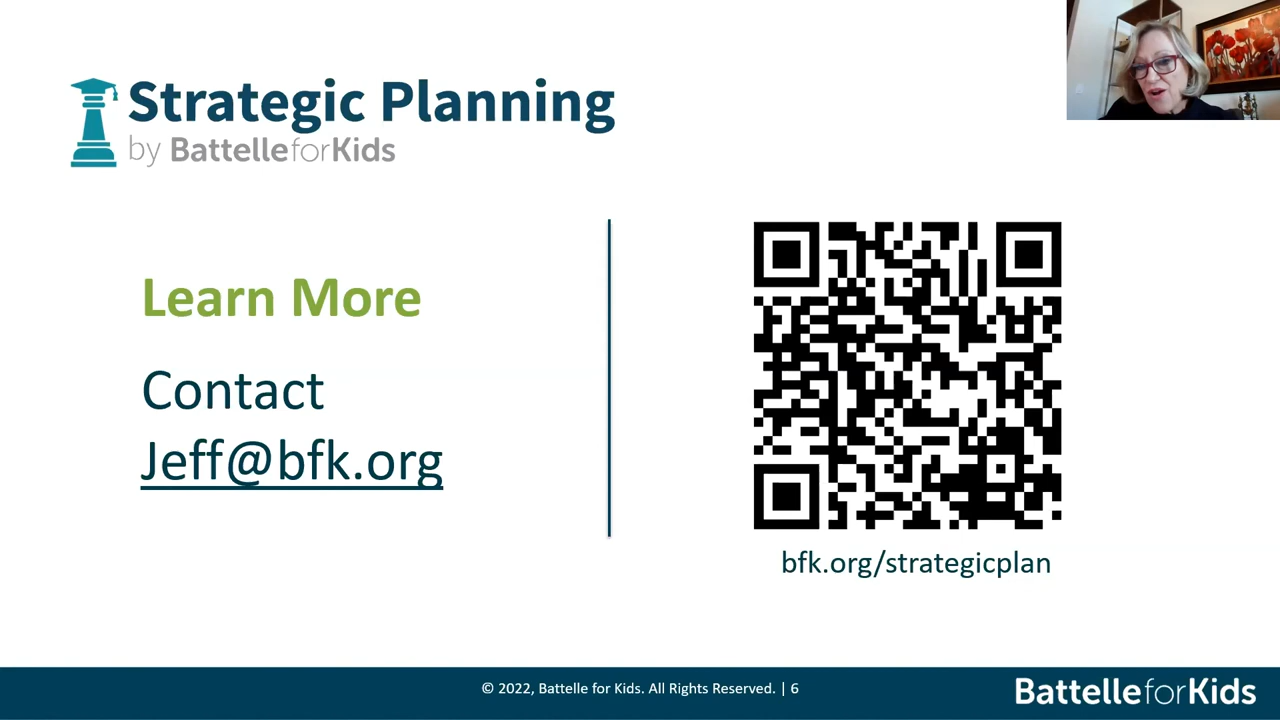 Strategic Planning
by BattelleforKids
Learn More
Contact
Jeff@bfk.org
bfk.org/strategicplan
© 2022, Battelle for Kids. All Rights Reserved. | 6
BattelleforKids